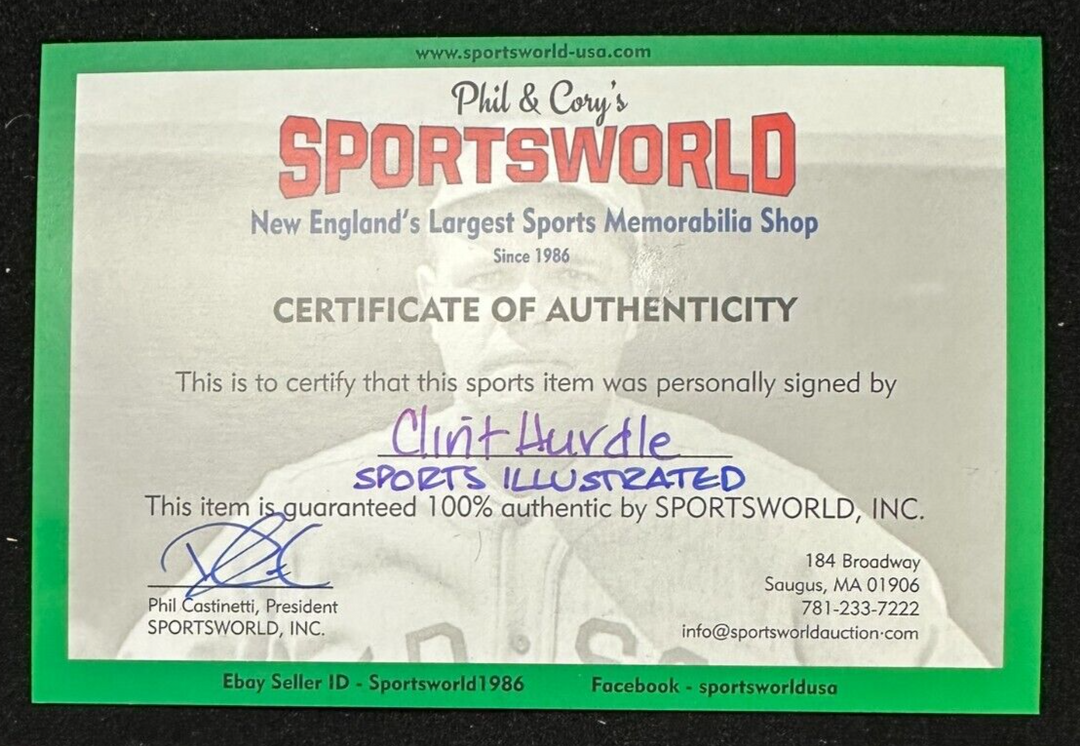 www.sportsworld-usa.com
Phil & Cory's
SPORTSWORLD
New England's Largest Sports Memorabilia Shop
Since 1986
CERTIFICATE OF AUTHENTICITY
This is to certify that this sports item was personally signed by
Clint Hurdle
SPORTS ILLUSTRATED
This item is guaranteed 100% authentic by SPORTSWORLD, INC.
Phil Castinetti, President
SPORTSWORLD, INC.
184 Broadway
Saugus, MA 01906
781-233-7222
info@sportsworldauction.com
Ebay Seller ID - Sportsworld1986
Facebook - sportsworldusa